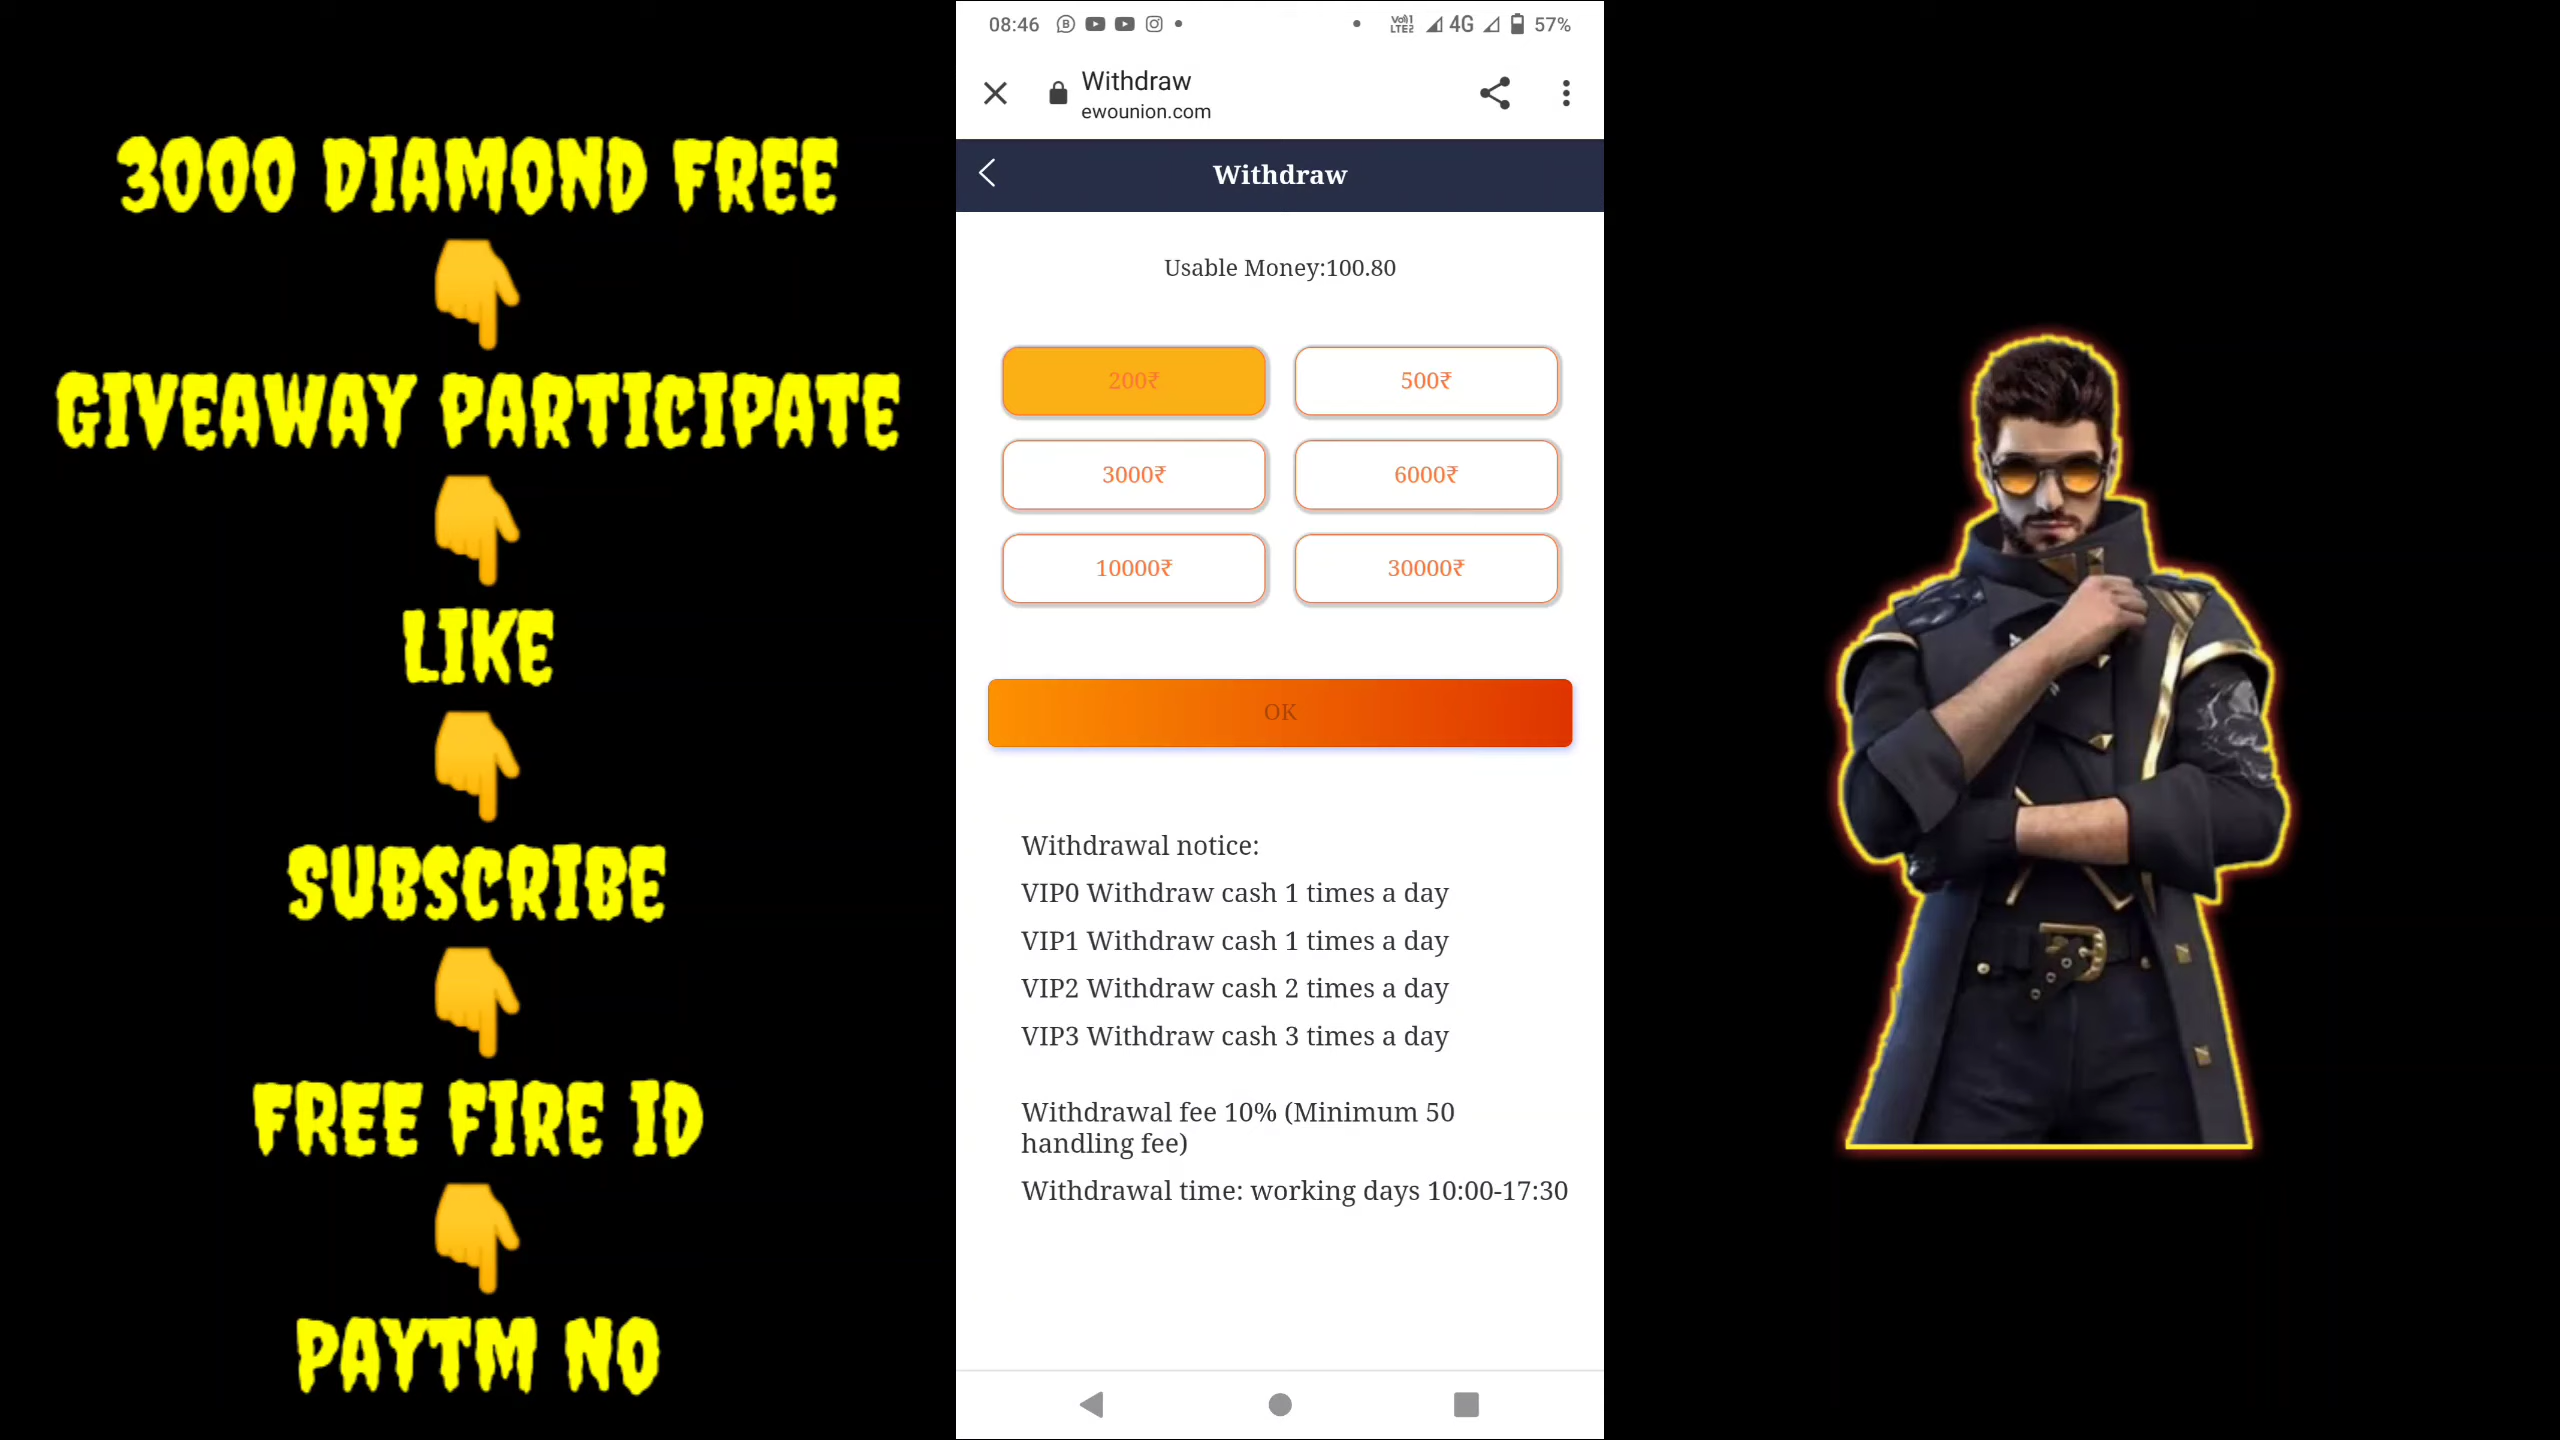 3000 DIAMOND FREE
GIVEAWAY PARTICIPATE
LIKE
SUBSCRIBE
FREE FIRE ID
PAYTM NO
08:46
4G
57%
Withdraw
ewounion.com
Withdraw
Usable Money:100.80
200₹
500₹
3000₹
6000₹
10000₹
30000₹
OK
Withdrawal notice:
VIP0 Withdraw cash 1 times a day
VIP1 Withdraw cash 1 times a day
VIP2 Withdraw cash 2 times a day
VIP3 Withdraw cash 3 times a day
Withdrawal fee 10% (Minimum 50
handling fee)
Withdrawal time: working days 10:00-17:30